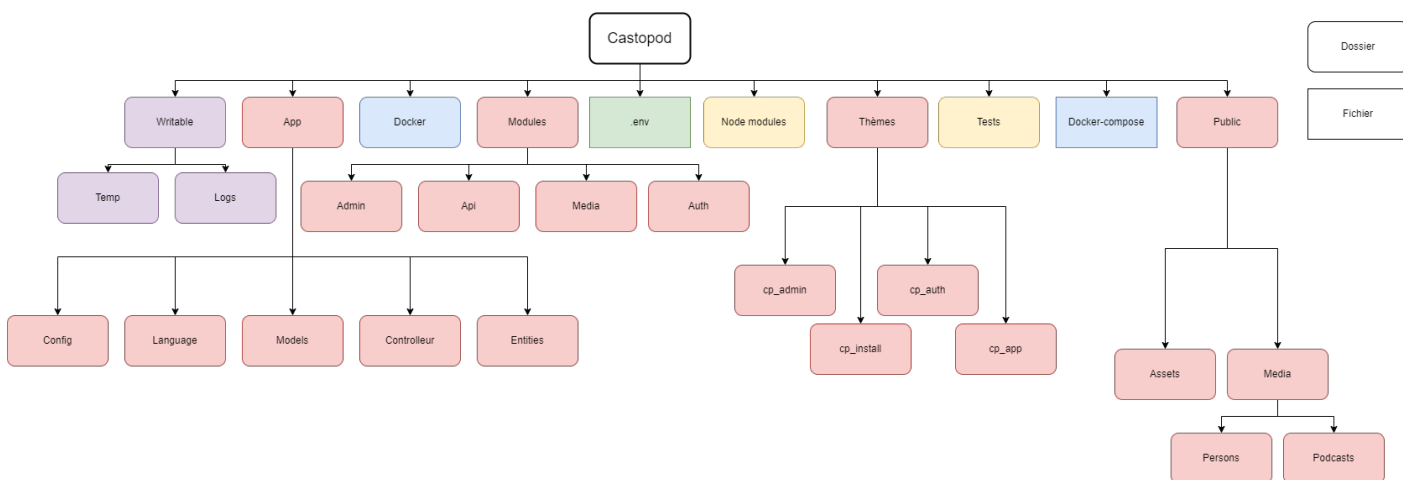 Castopod
Dossier
Fichier
Writable
App
Docker
Modules
.env
Node modules
Thèmes
Tests
Docker-compose
Public
Temp
Logs
Admin
Api
Media
Auth
cp_admin
cp_auth
Config
Language
Models
Controlleur
Entities
cp_install
cp_app
Assets
Media
Persons
Podcasts